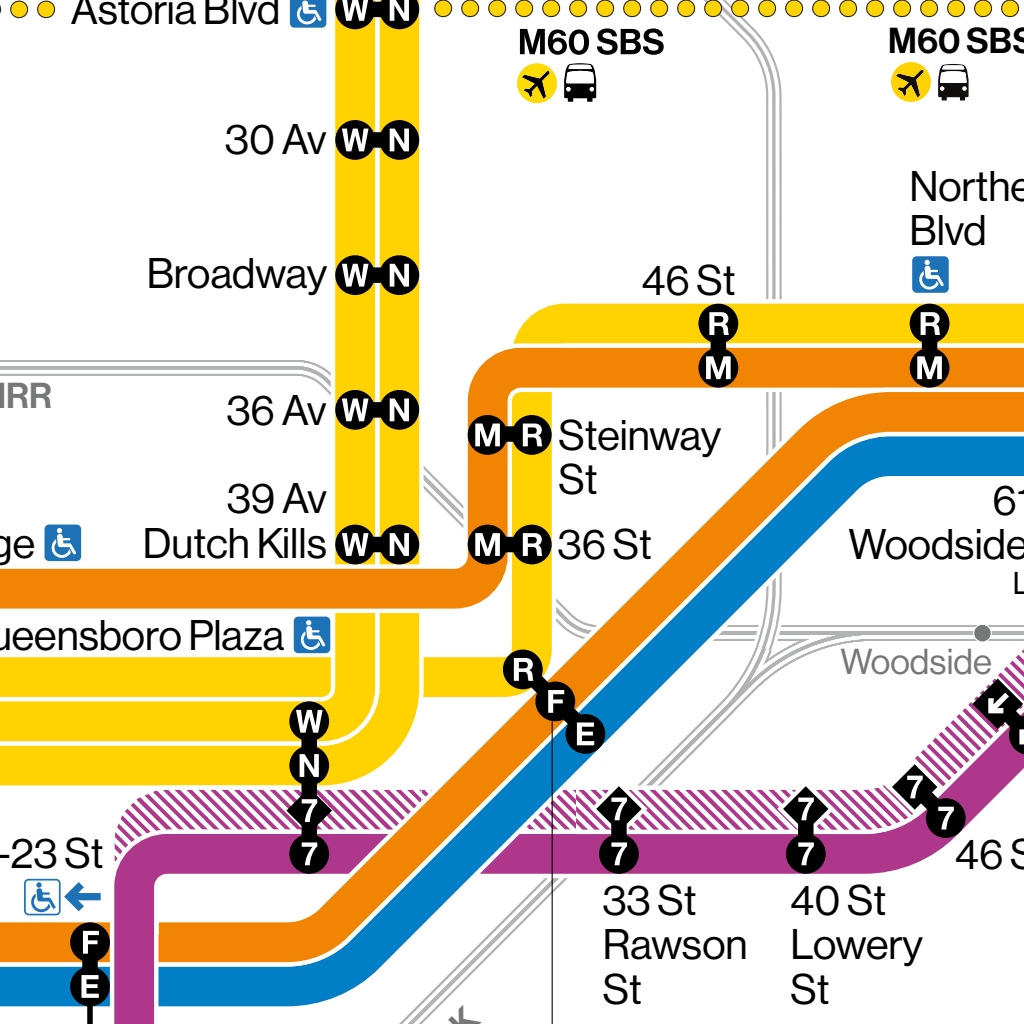 Astoria Blvd
W N
M60 SBS
M60 SBS
30 Av
W N
Northe
Blvd
Broadway
W N
46 St
R
M
R
M
IRR
36 Av
W N
M R
Steinway
St
39 Av
Dutch Kills
W N
M R
36 St
ge
61
Woodside
ueensboro Plaza
Woodside
R
F
E
W
N
7
7
7
7
7
7
7
7
-23 St
46 S
33 St
Rawson
St
40 St
Lowery
St
F
E